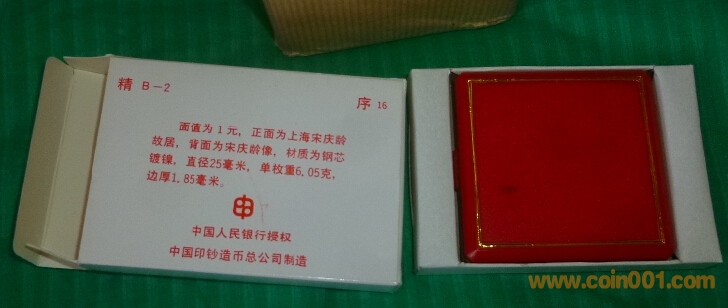 精 B-2
序 16
面值为1元，正面为上海宋庆龄
故居，背面为宋庆龄像，材质为钢芯
镀镍，直径25毫米，单枚重6.05克，
边厚1.85毫米。
中国人民银行授权
中国印钞造币总公司制造
www.coin001.com